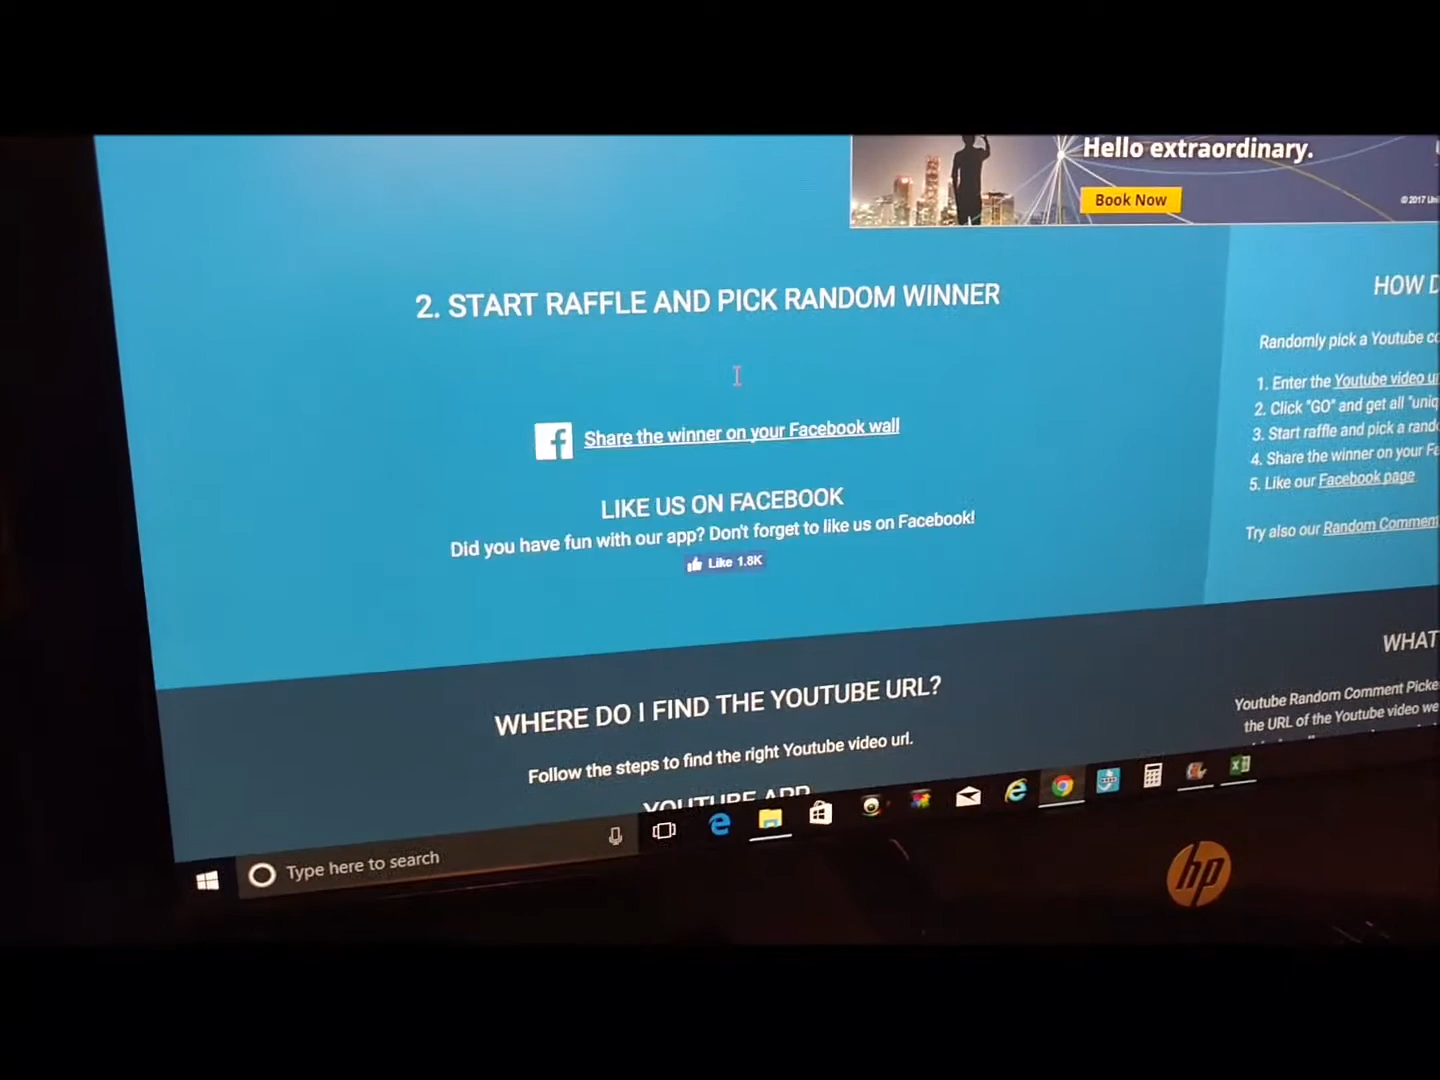 Hello extraordinary.
Book Now
© 2017
2. START RAFFLE AND PICK RANDOM WINNER
Share the winner on your Facebook wall
LIKE US ON FACEBOOK
Did you have fun with our app? Don't forget to like us on Facebook!
Like 1.8K
HOW
Randomly pick a Youtube
1. Enter the Youtube video
2. Click "GO" and get all
3. Start raffle and pick a
4. Share the winner on your
5. Like our Facebook page
Try also our Random Comment
WHERE DO I FIND THE YOUTUBE URL?
Follow the steps to find the right Youtube video url.
YOUTUBE APP
WHAT
Youtube Random Comment Picke
the URL of the Youtube video we
Type here to search
hp